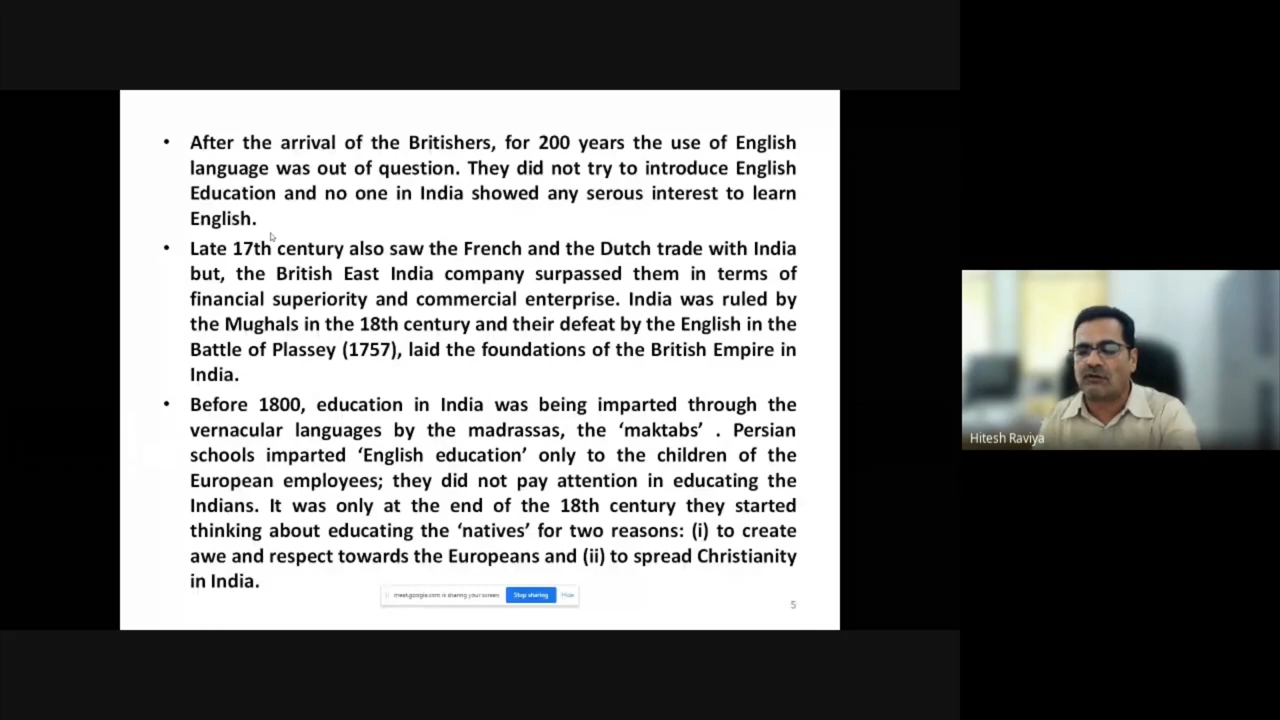 • After the arrival of the Britishers, for 200 years the use of English
language was out of question. They did not try to introduce English
Education and no one in India showed any serous interest to learn
English.
• Late 17th century also saw the French and the Dutch trade with India
but, the British East India company surpassed them in terms of
financial superiority and commercial enterprise. India was ruled by
the Mughals in the 18th century and their defeat by the English in the
Battle of Plassey (1757), laid the foundations of the British Empire in
India.
• Before 1800, education in India was being imparted through the
vernacular languages by the madrassas, the ‘maktabs’ . Persian
schools imparted ‘English education’ only to the children of the
European employees; they did not pay attention in educating the
Indians. It was only at the end of the 18th century they started
thinking about educating the ‘natives’ for two reasons: (i) to create
awe and respect towards the Europeans and (ii) to spread Christianity
in India.
meet.google.com is sharing your screen Stop sharing Hide
5
Hitesh Raviya